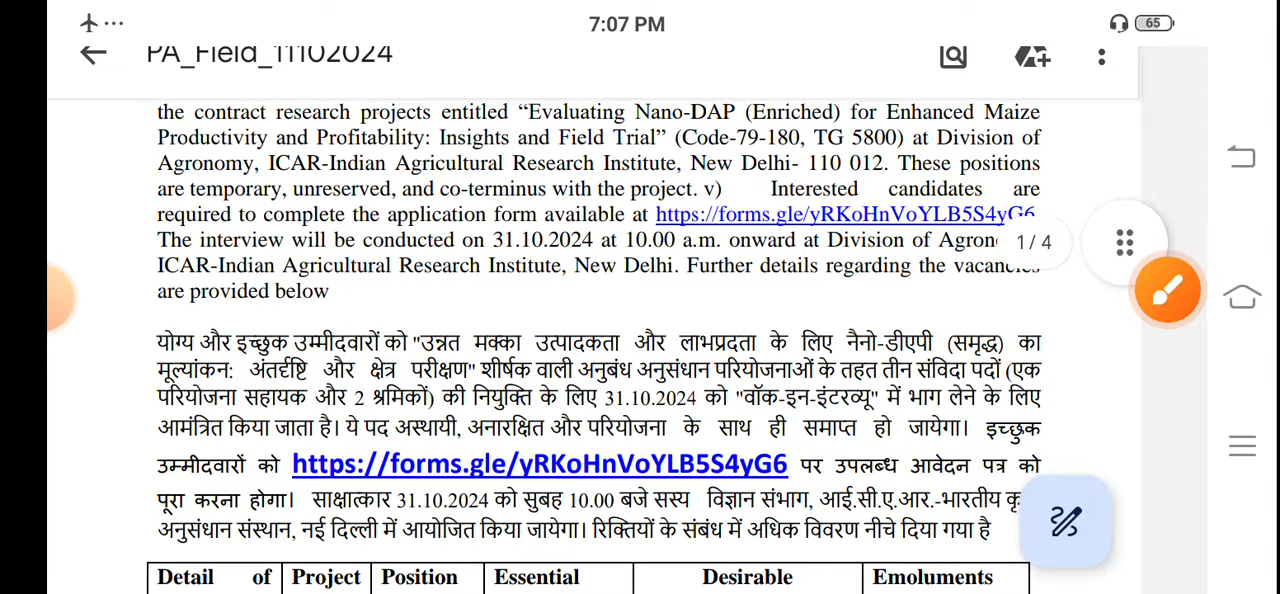 7:07 PM
65
PA_Field_11102024
the contract research projects entitled “Evaluating Nano-DAP (Enriched) for Enhanced Maize
Productivity and Profitability: Insights and Field Trial” (Code-79-180, TG 5800) at Division of
Agronomy, ICAR-Indian Agricultural Research Institute, New Delhi- 110 012. These positions
are temporary, unreserved, and co-terminus with the project. v) Interested candidates are
required to complete the application form available at https://forms.gle/yRKoHnVoYLB5S4yG6
The interview will be conducted on 31.10.2024 at 10.00 a.m. onward at Division of Agron
1 / 4
ICAR-Indian Agricultural Research Institute, New Delhi. Further details regarding the vacancies
are provided below
योग्य और इच्छुक उम्मीदवारों को "उन्नत मक्का उत्पादकता और लाभप्रदता के लिए नैनो-डीएपी (समृद्ध) का
मूल्यांकन: अंतर्दृष्टि और क्षेत्र परीक्षण" शीर्षक वाली अनुबंध अनुसंधान परियोजनाओं के तहत तीन संविदा पदों (एक
परियोजना सहायक और 2 श्रमिकों) की नियुक्ति के लिए 31.10.2024 को "वॉक-इन-इंटरव्यू" में भाग लेने के लिए
आमंत्रित किया जाता है। ये पद अस्थायी, अनारक्षित और परियोजना के साथ ही समाप्त हो जायेगा। इच्छुक
उम्मीदवारों को https://forms.gle/yRKoHnVoYLB5S4yG6 पर उपलब्ध आवेदन पत्र को
पूरा करना होगा। साक्षात्कार 31.10.2024 को सुबह 10.00 बजे सस्य विज्ञान संभाग, आई.सी.ए.आर.-भारतीय कृ
अनुसंधान संस्थान, नई दिल्ली में आयोजित किया जायेगा। रिक्तियों के संबंध में अधिक विवरण नीचे दिया गया है
Detail of Project Position Essential Desirable Emoluments